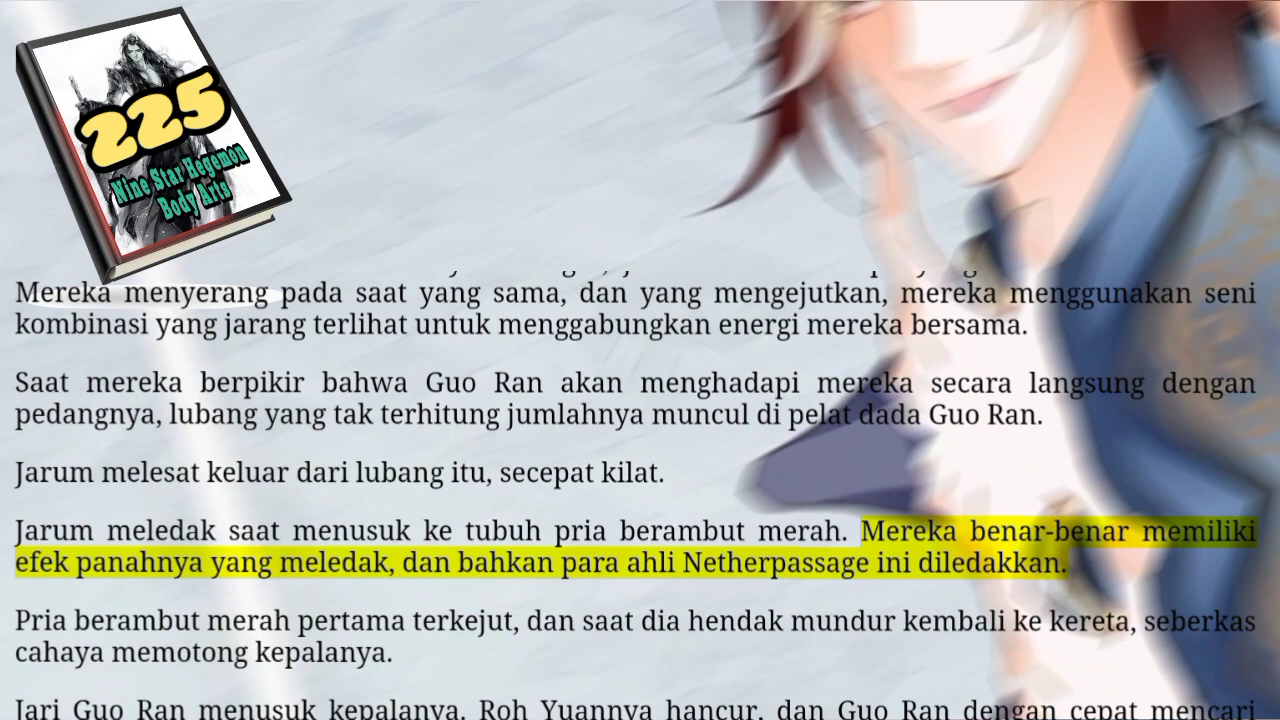 225
Nine Star Hegemon
Body Arts
Mereka menyerang pada saat yang sama, dan yang mengejutkan, mereka menggunakan seni
kombinasi yang jarang terlihat untuk menggabungkan energi mereka bersama.
Saat mereka berpikir bahwa Guo Ran akan menghadapi mereka secara langsung dengan
pedangnya, lubang yang tak terhitung jumlahnya muncul di pelat dada Guo Ran.
Jarum melesat keluar dari lubang itu, secepat kilat.
Jarum meledak saat menusuk ke tubuh pria berambut merah. Mereka benar-benar memiliki
efek panahnya yang meledak, dan bahkan para ahli Netherpassage ini diledakkan.
Pria berambut merah pertama terkejut, dan saat dia hendak mundur kembali ke kereta, seberkas
cahaya memotong kepalanya.
Jari Guo Ran menusuk kepalanya. Roh Yuannya hancur, dan Guo Ran dengan cepat mencari